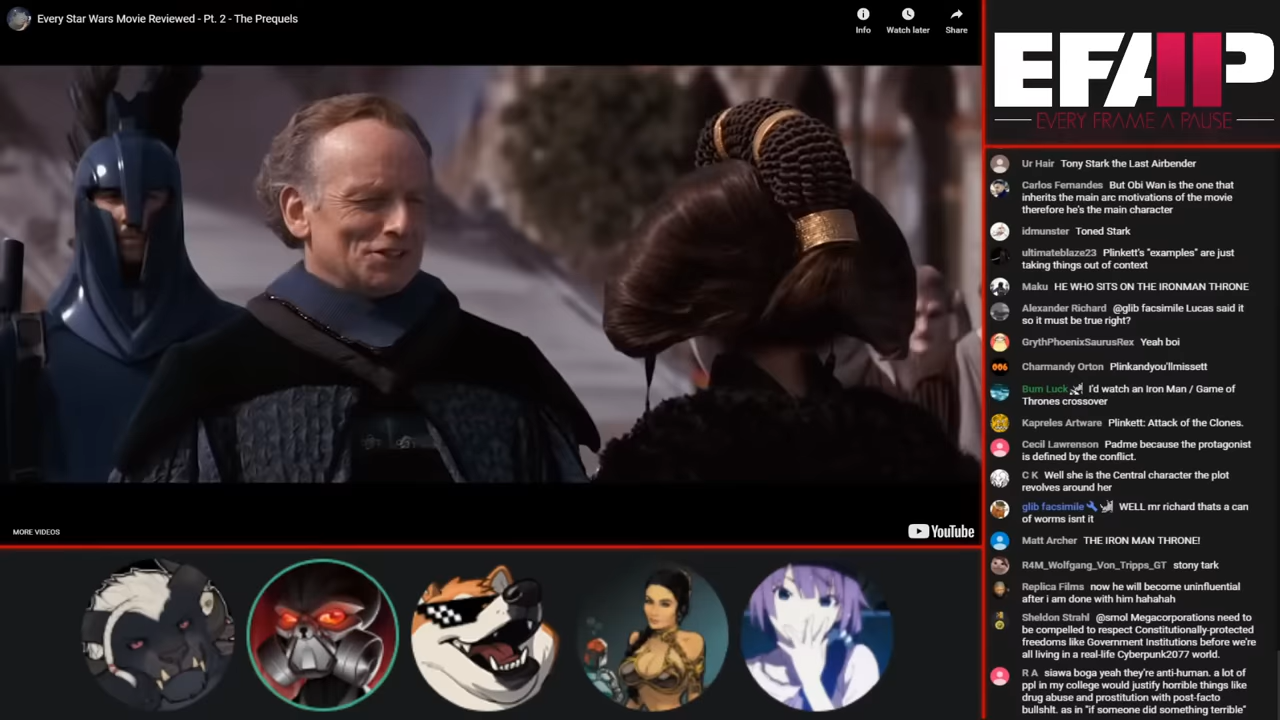 Every Star Wars Movie Reviewed - Pt. 2 - The Prequels
Info
Watch later
Share
MORE VIDEOS
YouTube
EFAP
EVERY FRAME A PAUSE
Ur Hair Tony Stark the Last Airbender
Carlos Fernandes But Obi Wan is the one that
inherits the main arc motivations of the movie
therefore he's the main character
idmunster Toned Stark
ultimateblaze23 Plinkett's "examples" are just
taking things out of context
Maku HE WHO SITS ON THE IRONMAN THRONE
Alexander Richard @glib facsimile Lucas said it
so it must be true right?
GrythPhoenixSaurusRex Yeah boi
Charmandy Orton Plinkandyou'llmissett
Bum Luck I'd watch an Iron Man / Game of
Thrones crossover
Kapreles Artware Plinkett: Attack of the Clones.
Cecil Lawrenson Padme because the protagonist
is defined by the conflict.
C K Well she is the Central character the plot
revolves around her
glib facsimile WELL mr richard thats a can
of worms isnt it
Matt Archer THE IRON MAN THRONE!
R4M_Wolfgang_Von_Tripps_GT stony tark
Replica Films now he will become uninfluential
after i am done with him hahahah
Sheldon Strahl @smol Megacorporations need to
be compelled to respect Constitutionally-protected
freedoms like Government Institutions before we're
all living in a real-life Cyberpunk2077 world.
R A siawa boga yeah they're anti-human. a lot of
ppl in my college would justify horrible things like
drug abuse and prostitution with post-facto
bullshlt. as in "if someone did something terrible"